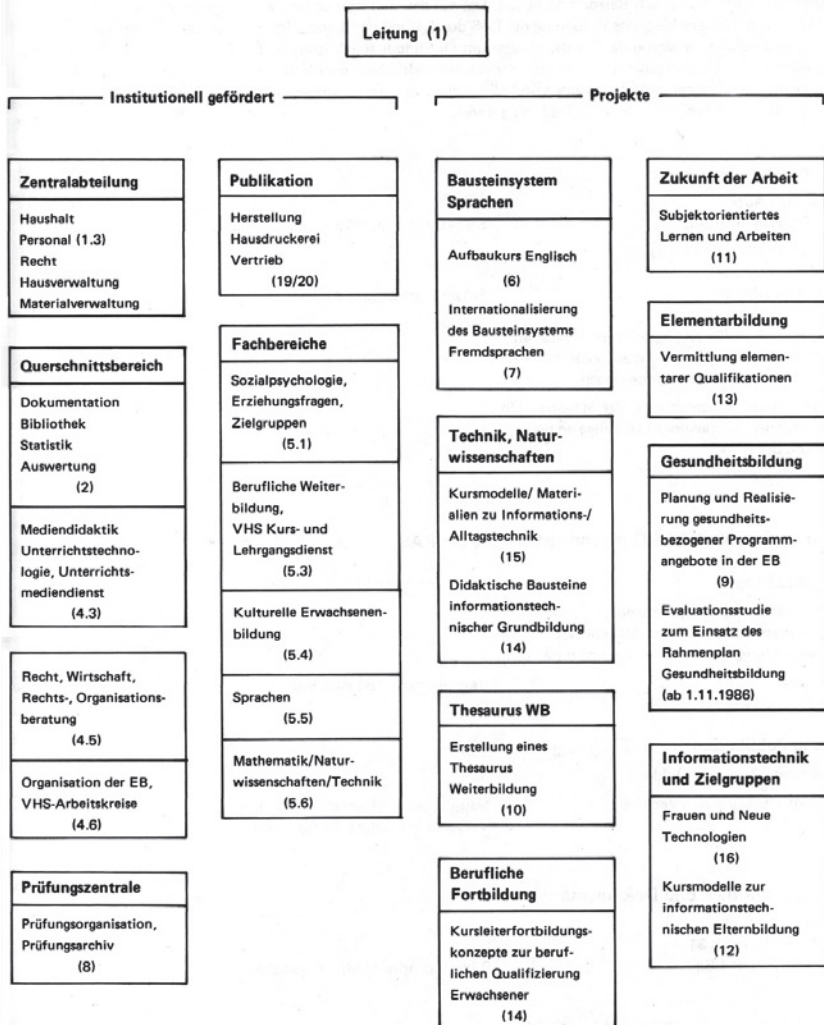 Leitung (1)
Institutionell gefördert
Projekte
Zentralabteilung
Haushalt
Personal (1.3)
Recht
Hausverwaltung
Materialverwaltung
Querschnittsbereich
Dokumentation
Bibliothek
Statistik
Auswertung
(2)
Mediendidaktik
Unterrichtstechno-
logie, Unterrichts-
mediendienst
(4.3)
Recht, Wirtschaft,
Rechts-, Organisations-
beratung
(4.5)
Organisation der EB,
VHS-Arbeitskreise
(4.6)
Prüfungszentrale
Prüfungsorganisation,
Prüfungsarchiv
(8)
Publikation
Herstellung
Hausdruckerei
Vertrieb
(19/20)
Fachbereiche
Sozialpsychologie,
Erziehungsfragen,
Zielgruppen
(5.1)
Berufliche Weiter-
bildung,
VHS Kurs- und
Lehrgangsdienst
(5.3)
Kulturelle Erwachsenen-
bildung
(5.4)
Sprachen
(5.5)
Mathematik/Natur-
wissenschaften/Technik
(5.6)
Bausteinsystem
Sprachen
Aufbaukurs Englisch
(6)
Internationalisierung
des Bausteinsystems
Fremdsprachen
(7)
Technik, Natur-
wissenschaften
Kursmodelle/ Materi-
alien zu Informations-/
Alltagstechnik
(15)
Didaktische Bausteine
informationstech-
nischer Grundbildung
(14)
Thesaurus WB
Erstellung eines
Thesaurus
Weiterbildung
(10)
Berufliche
Fortbildung
Kursleiterfortbildungs-
konzepte zur beruf-
lichen Qualifizierung
Erwachsener
(14)
Zukunft der Arbeit
Subjektorientiertes
Lernen und Arbeiten
(11)
Elementarbildung
Vermittlung elemen-
tarer Qualifikationen
(13)
Gesundheitsbildung
Planung und Realisie-
rung gesundheits-
bezogener Programm-
angebote in der EB
(9)
Evaluationsstudie
zum Einsatz des
Rahmenplan
Gesundheitsbildung
(ab 1.11.1986)
Informationstechnik
und Zielgruppen
Frauen und Neue
Technologien
(16)
Kursmodelle zur
informationstech-
nischen Elternbildung
(12)